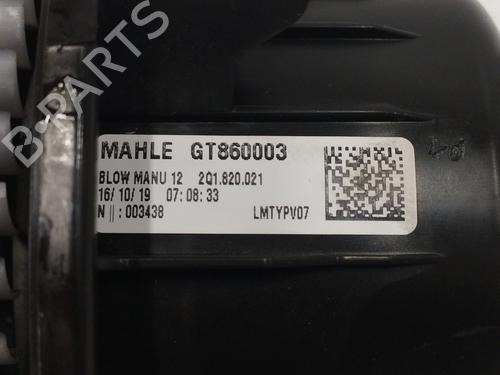 B-PARTS
MAHLE GT860003
BLOW MANU 12 2Q1.820.021
16/10/19 07:08:33
N || : 003438 LMTYPV07